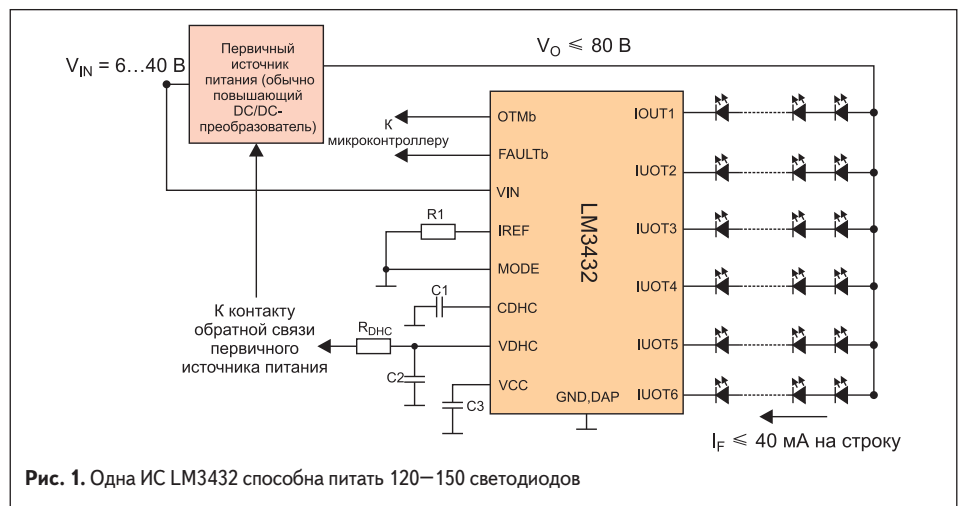 Первичный
источник
питания (обычно
повышающий
DC/DC-
преобразователь)
V_IN = 6…40 В
V_O ⩽ 80 В
К
микроконтроллеру
OTMb
FAULTb
VIN
IREF
MODE
CDHC
VDHC
VCC
GND,DAP
LM3432
IOUT1
IUOT2
IUOT3
IUOT4
IUOT5
IUOT6
R1
C1
R_DHC
C2
C3
К контакту
обратной связи
первичного
источника питания
I_F ⩽ 40 мА на строку
Рис. 1. Одна ИС LM3432 способна питать 120–150 светодиодов